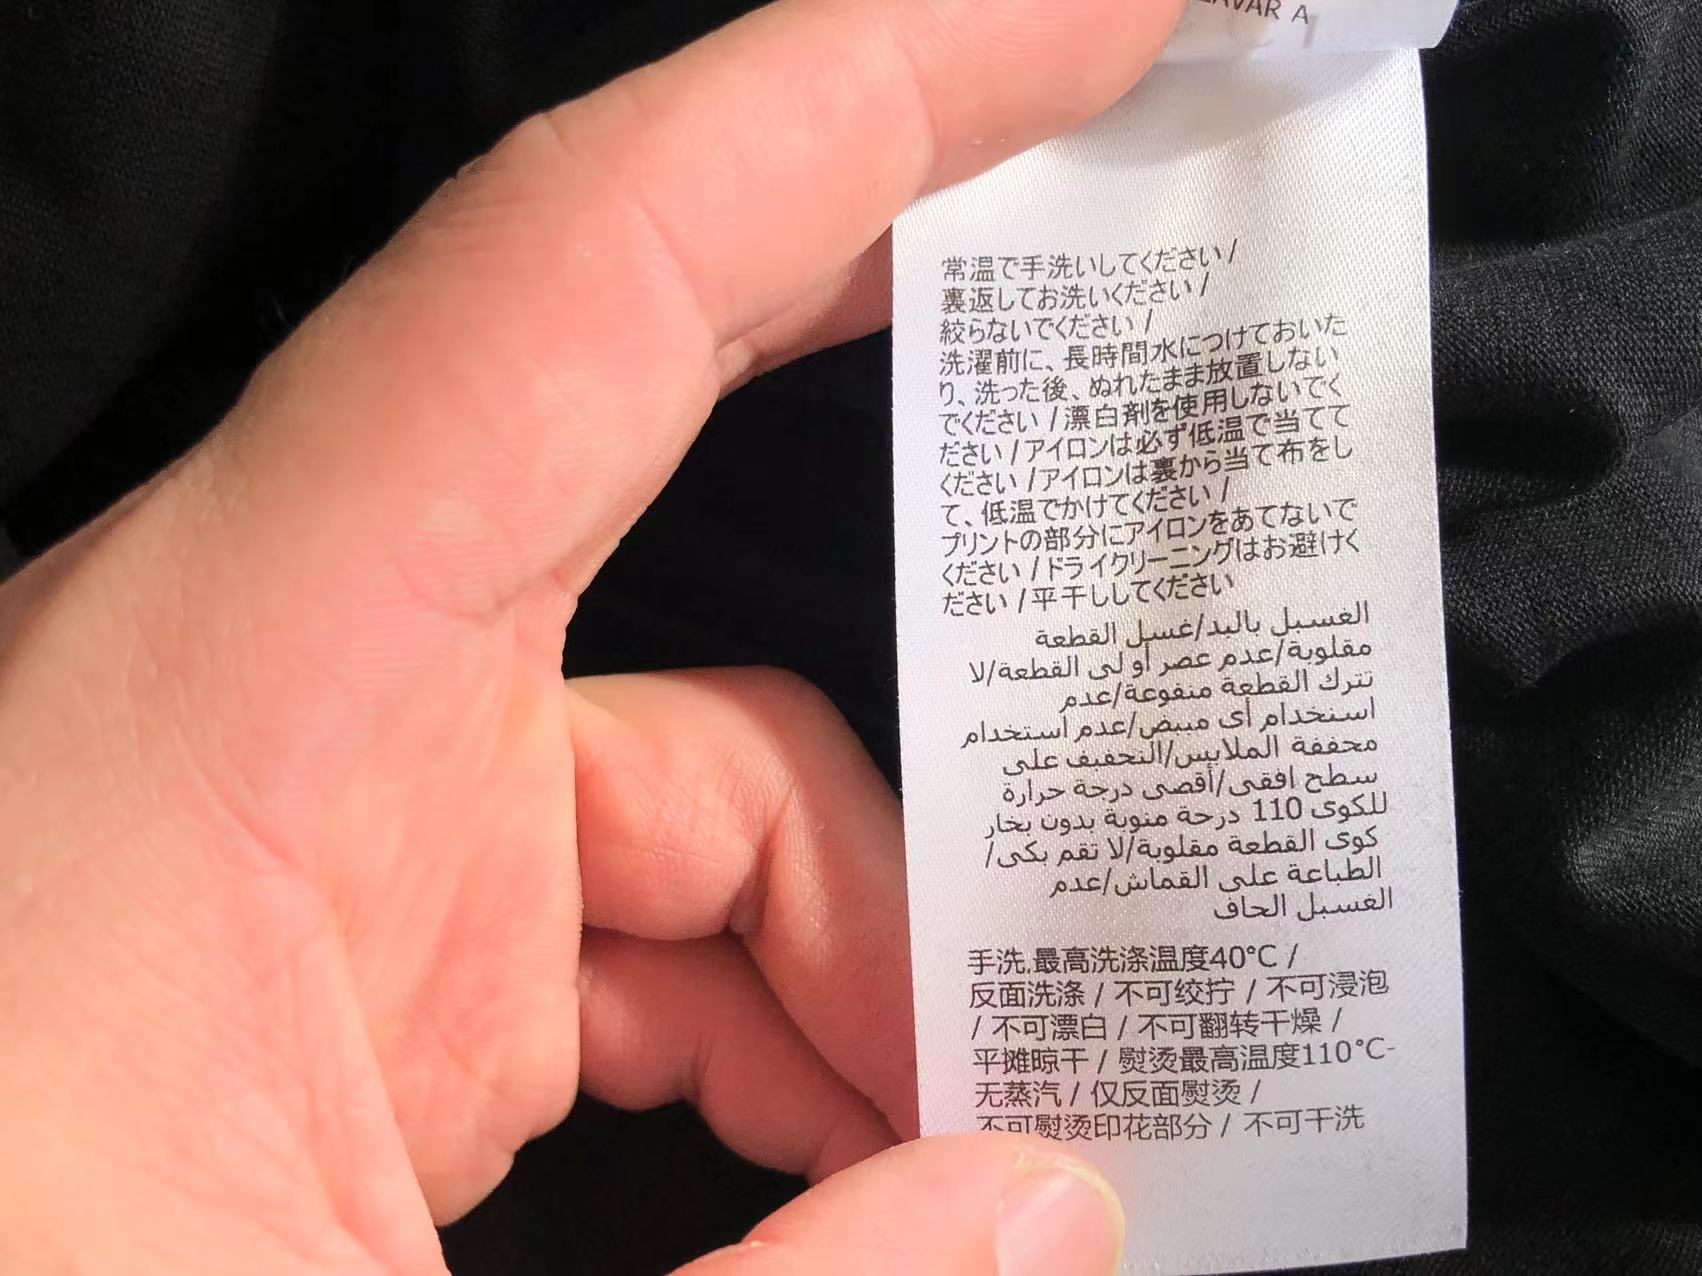 LAVAR A
常温で手洗いしてください /
裏返してお洗いください /
絞らないでください /
洗濯前に、長時間水につけておいた
り、洗った後、ぬれたまま放置しない
でください / 漂白剤を使用しないでく
ださい / アイロンは必ず低温で当てて
ください / アイロンは裏から当て布をし
て、低温でかけてください /
プリントの部分にアイロンをあてないで
ください / ドライクリーニングはお避けく
ださい / 平干ししてください
الغسيل باليد/غسل القطعة
مقلوبة/عدم عصر أو لى القطعة/لا
تترك القطعة منقوعة/عدم
استخدام أى مبيض/عدم استخدام
مجففة الملابس/التجفيف على
سطح افقى/أقصى درجة حرارة
للكوى 110 درجة مئوية بدون بخار
كوى القطعة مقلوبة/لا تقم بكى/
الطباعة على القماش/عدم
الغسيل الجاف
手洗,最高洗涤温度40°C /
反面洗涤 / 不可绞拧 / 不可浸泡
/ 不可漂白 / 不可翻转干燥 /
平摊晾干 / 熨烫最高温度110°C-
无蒸汽 / 仅反面熨烫 /
不可熨烫印花部分 / 不可干洗